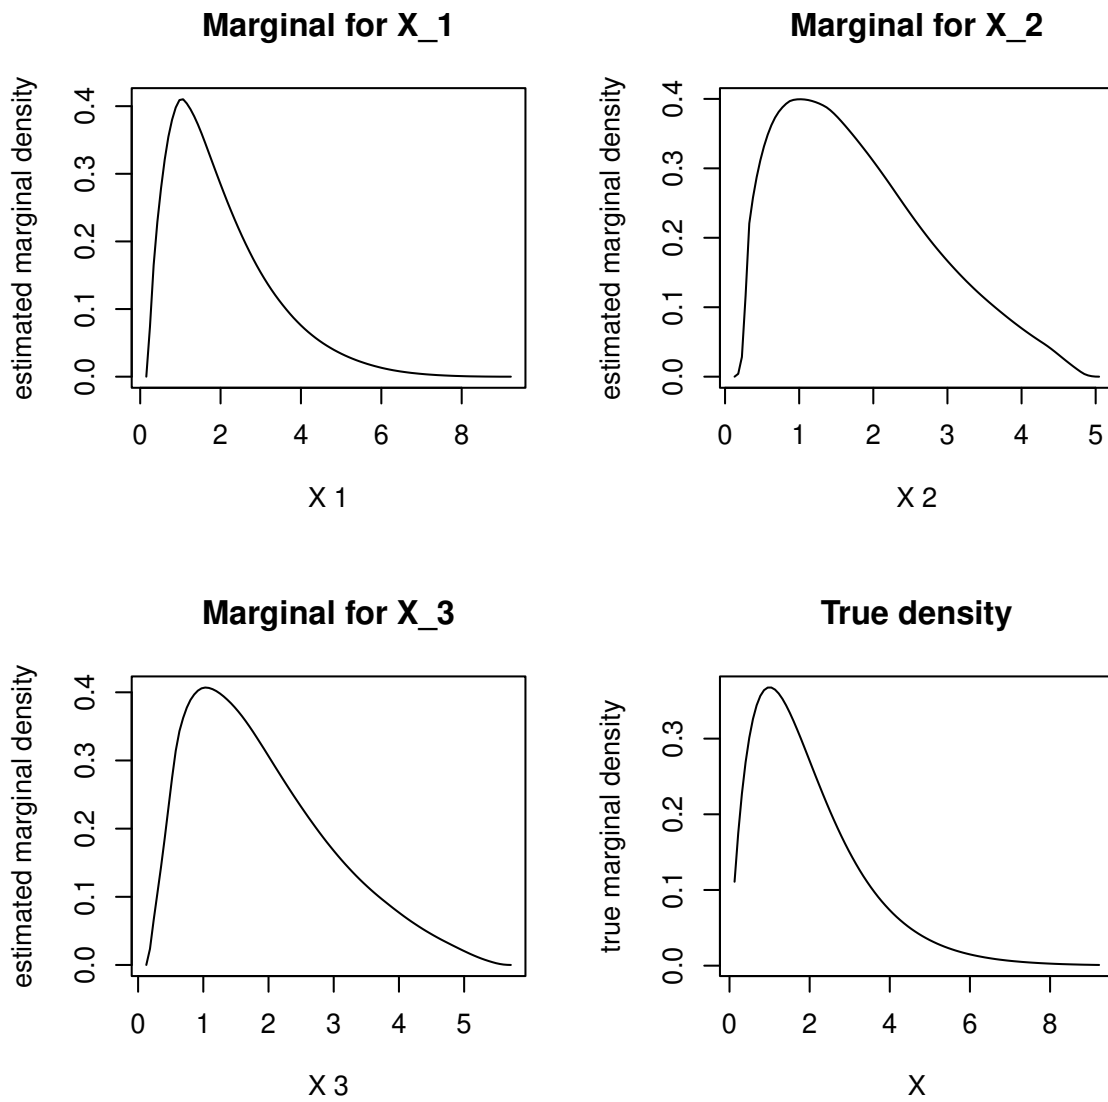 Marginal for X_1
estimated marginal density
0.0 0.1 0.2 0.3 0.4
0 2 4 6 8
X 1
Marginal for X_2
estimated marginal density
0.0 0.1 0.2 0.3 0.4
0 1 2 3 4 5
X 2
Marginal for X_3
estimated marginal density
0.0 0.1 0.2 0.3 0.4
0 1 2 3 4 5
X 3
True density
true marginal density
0.0 0.1 0.2 0.3
0 2 4 6 8
X